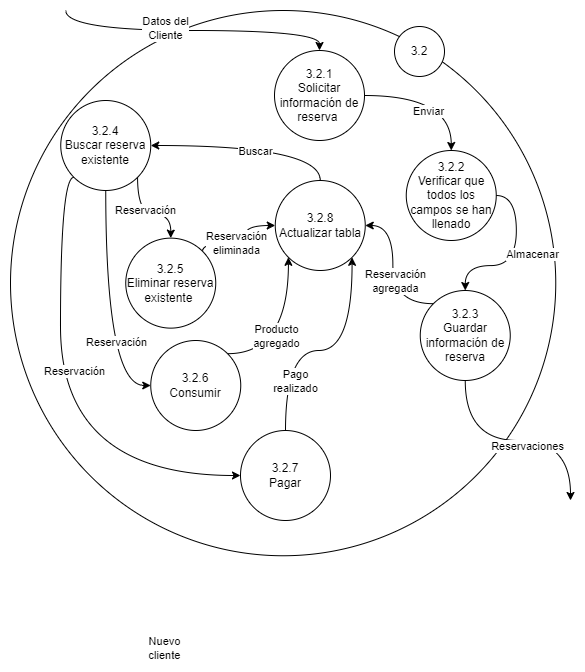 Datos del
Cliente
3.2
3.2.1
Solicitar
información de
reserva
Enviar
3.2.4
Buscar reserva
existente
Buscar
3.2.2
Verificar que
todos los
campos se han
llenado
Reservación
3.2.8
Actualizar tabla
Reservación
eliminada
Almacenar
3.2.5
Eliminar reserva
existente
Reservación
agregada
3.2.3
Guardar
información de
reserva
Reservación
Producto
agregado
Reservación
3.2.6
Consumir
Pago
realizado
Reservaciones
3.2.7
Pagar
Nuevo
cliente